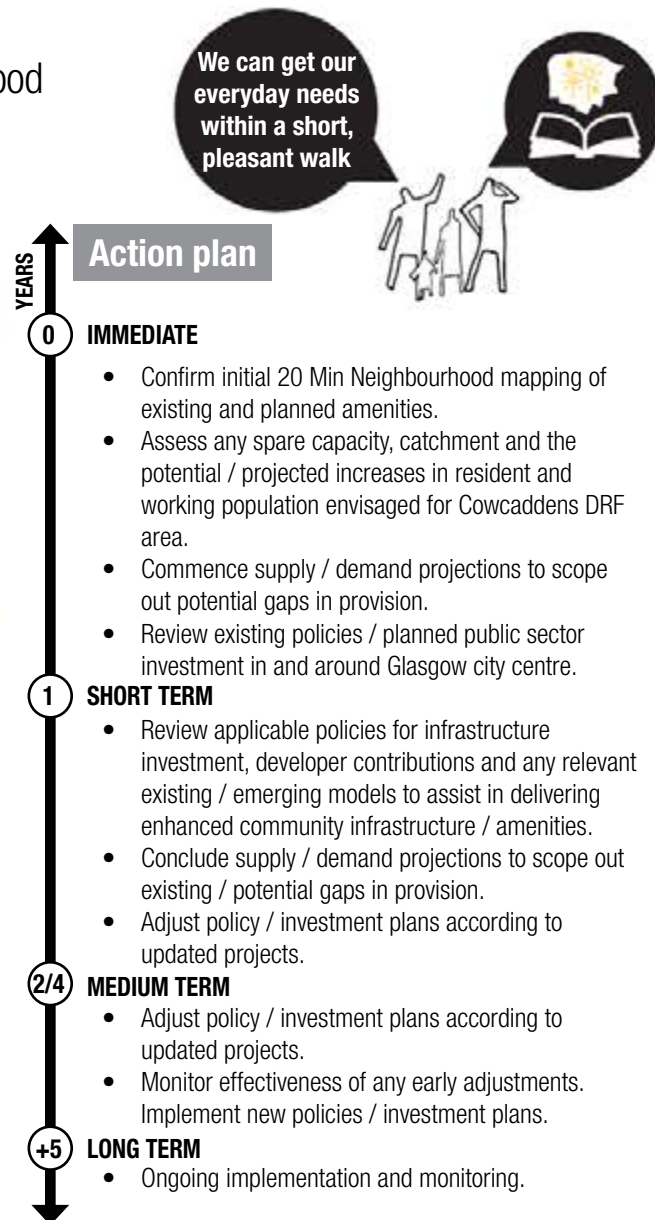 ood
We can get our
everyday needs
within a short,
pleasant walk
YEARS
Action plan
0 IMMEDIATE
• Confirm initial 20 Min Neighbourhood mapping of
existing and planned amenities.
• Assess any spare capacity, catchment and the
potential / projected increases in resident and
working population envisaged for Cowcaddens DRF
area.
• Commence supply / demand projections to scope
out potential gaps in provision.
• Review existing policies / planned public sector
investment in and around Glasgow city centre.
1 SHORT TERM
• Review applicable policies for infrastructure
investment, developer contributions and any relevant
existing / emerging models to assist in delivering
enhanced community infrastructure / amenities.
• Conclude supply / demand projections to scope out
existing / potential gaps in provision.
• Adjust policy / investment plans according to
updated projects.
2/4 MEDIUM TERM
• Adjust policy / investment plans according to
updated projects.
• Monitor effectiveness of any early adjustments.
Implement new policies / investment plans.
+5 LONG TERM
• Ongoing implementation and monitoring.